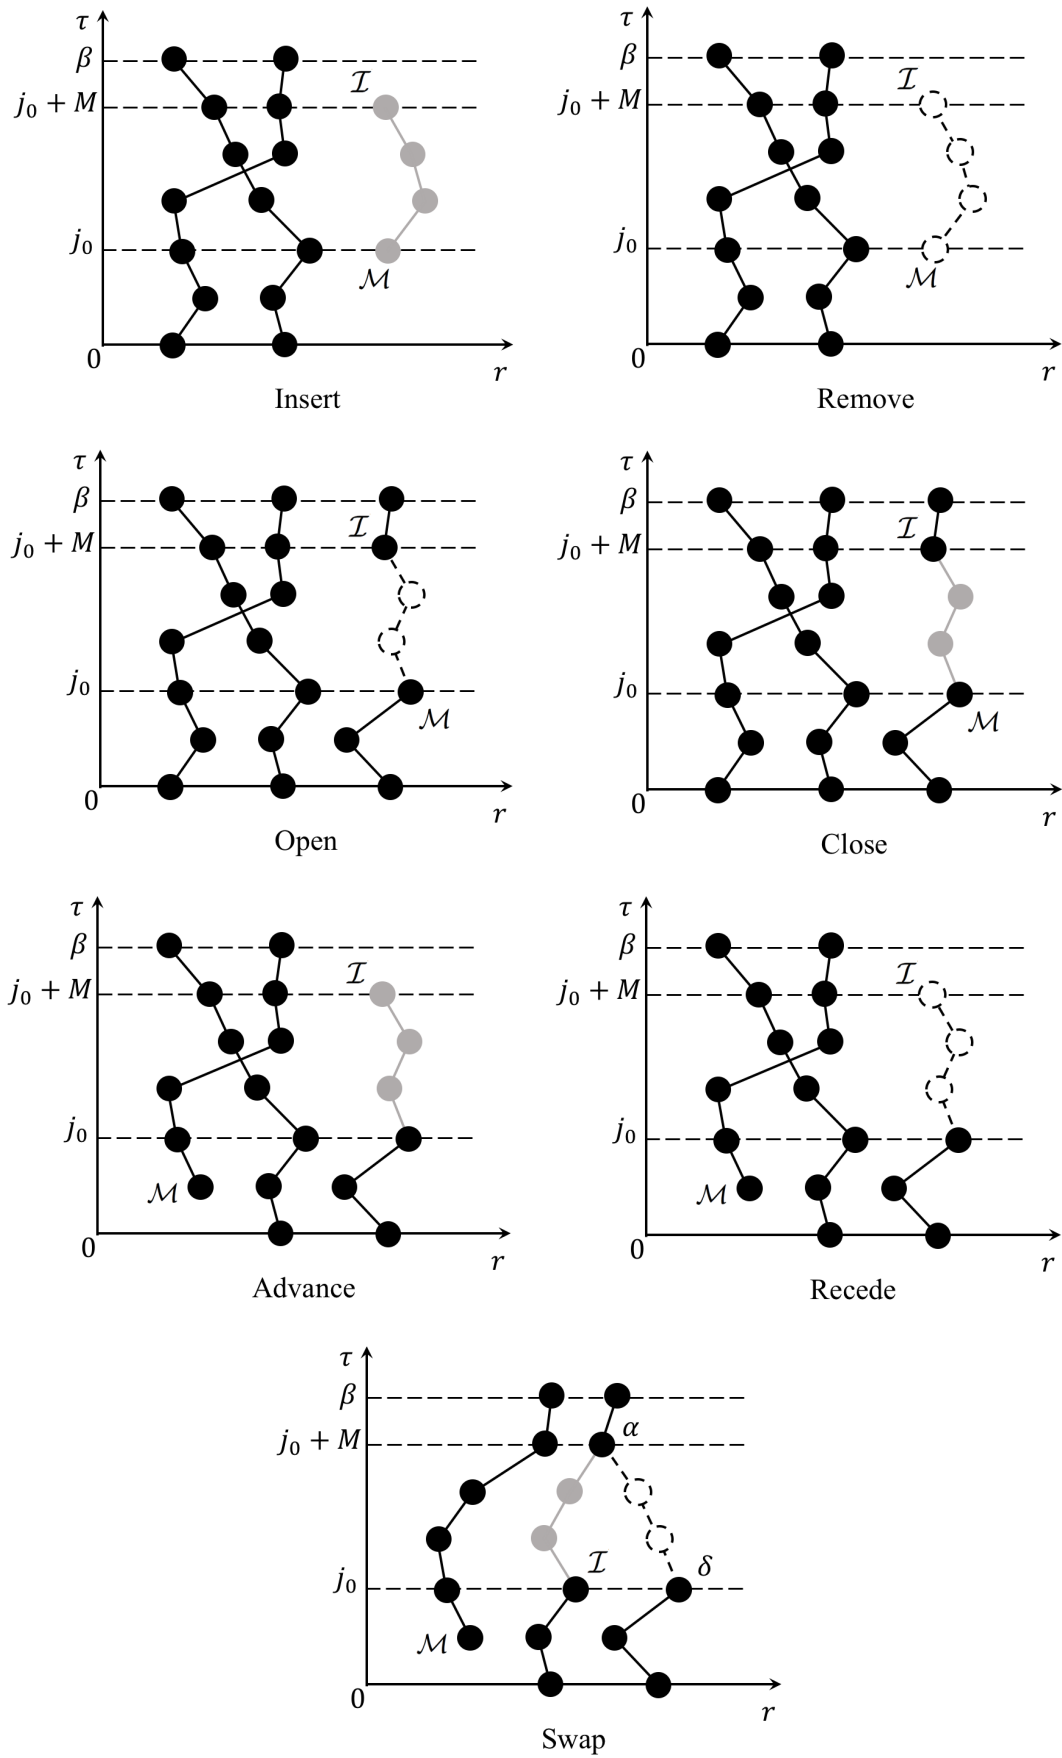 τ τ
β β
ℐ ℐ
j₀ + M j₀ + M
j₀ j₀
ℳ ℳ
0 0
r r
Insert Remove
τ τ
β β
ℐ ℐ
j₀ + M j₀ + M
j₀ j₀
ℳ ℳ
0 0
r r
Open Close
τ τ
β β
ℐ ℐ
j₀ + M j₀ + M
j₀ j₀
ℳ ℳ
0 0
r r
Advance Recede
τ
β
α
j₀ + M
ℐ δ
j₀
ℳ
0
r
Swap